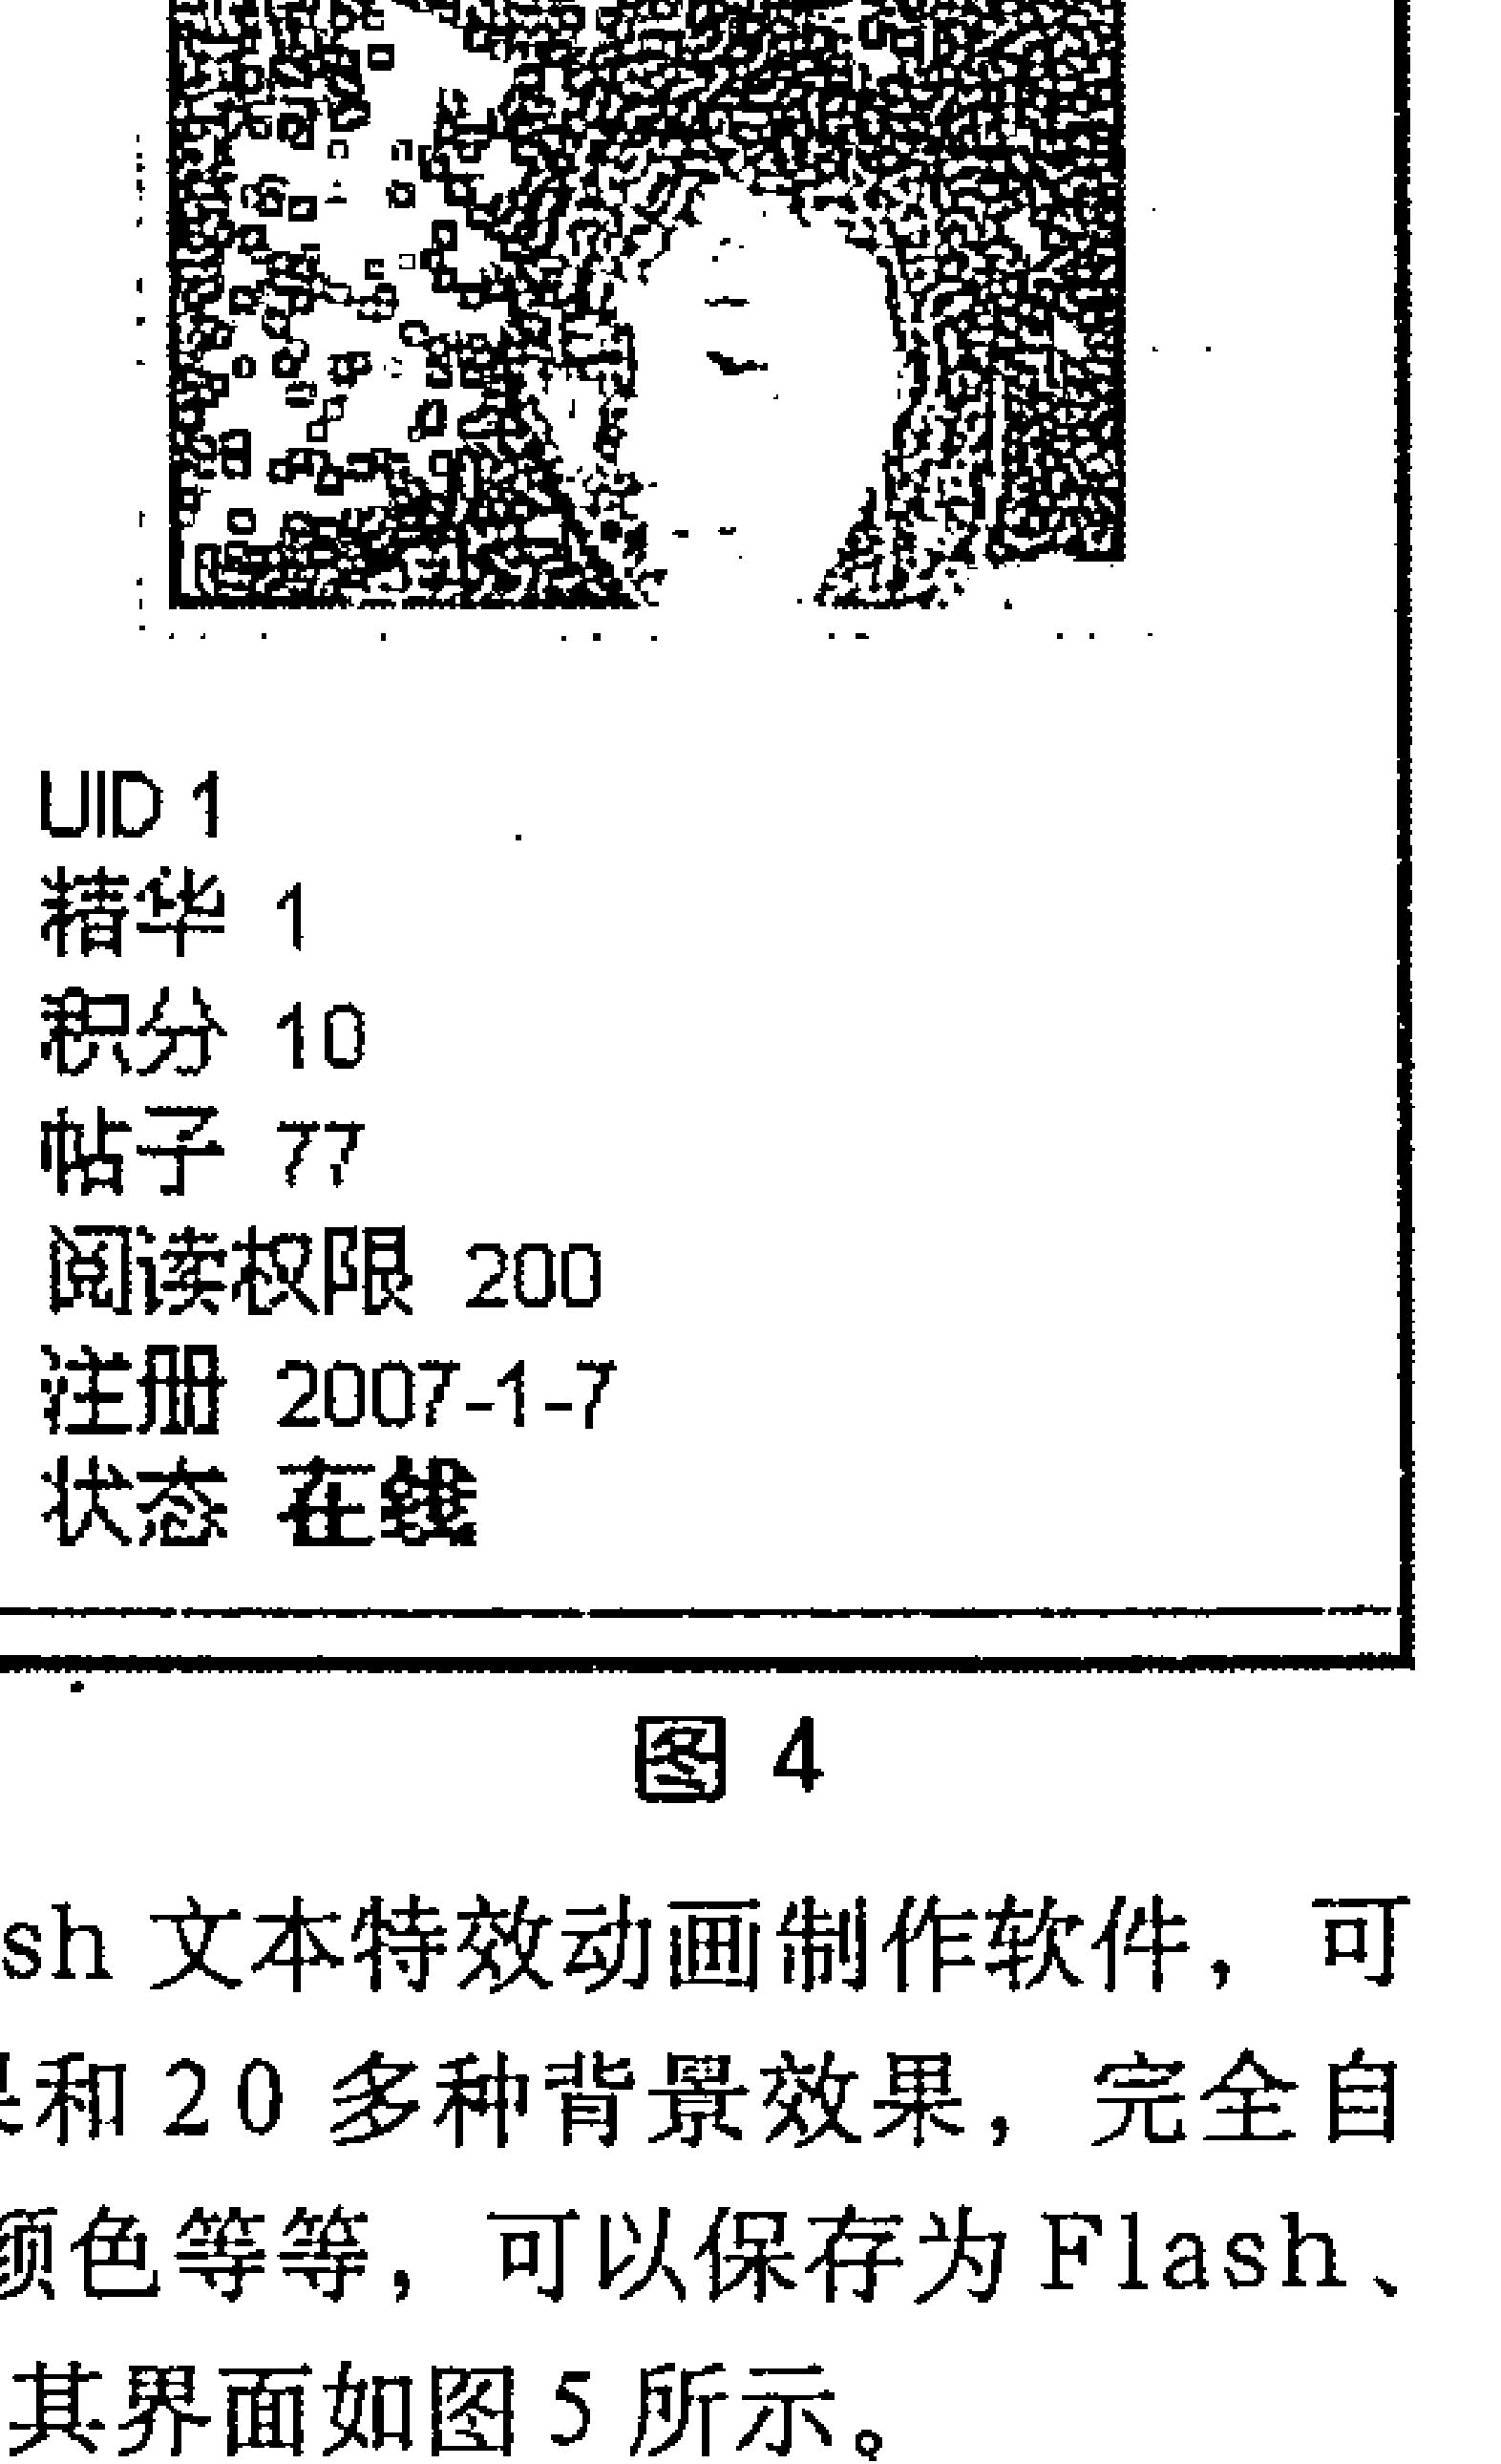 UID 1
精华 1
积分 10
帖子 77
阅读权限 200
注册 2007-1-7
状态 在线
图 4
sh 文本特效动画制作软件，可
果和 20 多种背景效果，完全自
颜色等等，可以保存为 Flash、
其界面如图 5 所示。